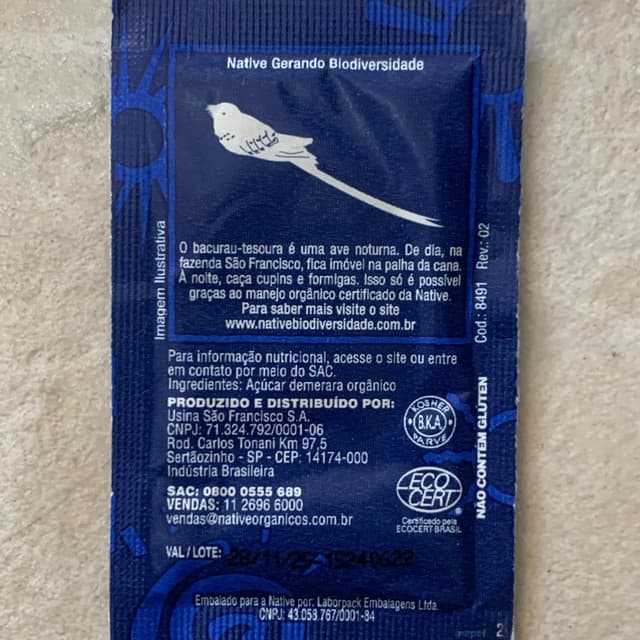 Native Gerando Biodiversidade
Imagem Ilustrativa
O bacurau-tesoura é uma ave noturna. De dia, na
fazenda São Francisco, fica imóvel na palha da cana.
À noite, caça cupins e formigas. Isso só é possível
graças ao manejo orgânico certificado da Native.
Para saber mais visite o site
www.nativebiodiversidade.com.br
Cod.: 8491 Rev.: 02
Para informação nutricional, acesse o site ou entre
em contato por meio do SAC.
Ingredientes: Açúcar demerara orgânico
PRODUZIDO E DISTRIBUÍDO POR:
Usina São Francisco S.A.
CNPJ: 71.324.792/0001-06
Rod. Carlos Tonani Km 97,5
Sertãozinho - SP - CEP: 14174-000
Indústria Brasileira
KOSHER
B.K.A.
PARVE
NÃO CONTÉM GLUTEN
SAC: 0800 0555 689
VENDAS: 11 2696 6000
vendas@nativeorganicos.com.br
ECO
CERT
Certificado pela
ECOCERT BRASIL
VAL/LOTE: 28/11/25
Embalado para a Native por: Laborpack Embalagens Ltda.
CNPJ: 43.053.767/0001-84